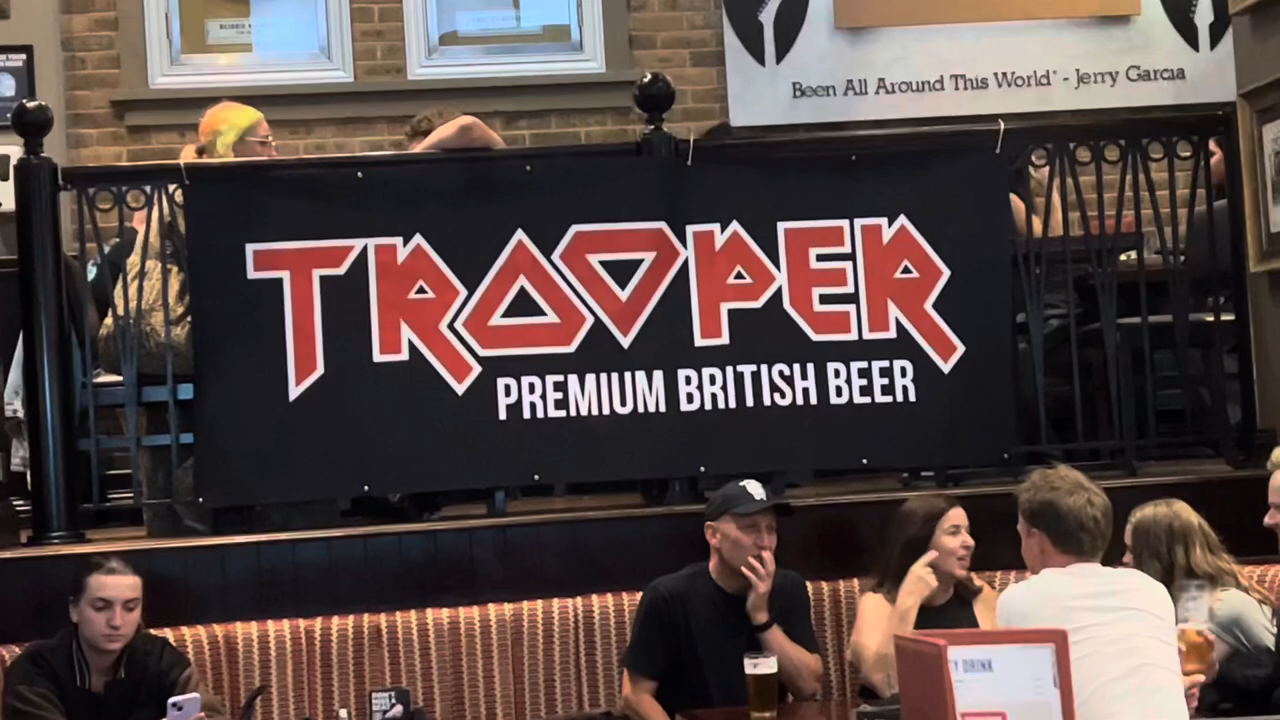 Been All Around This World" - Jerry Garcia
TROOPER
PREMIUM BRITISH BEER
DRINK